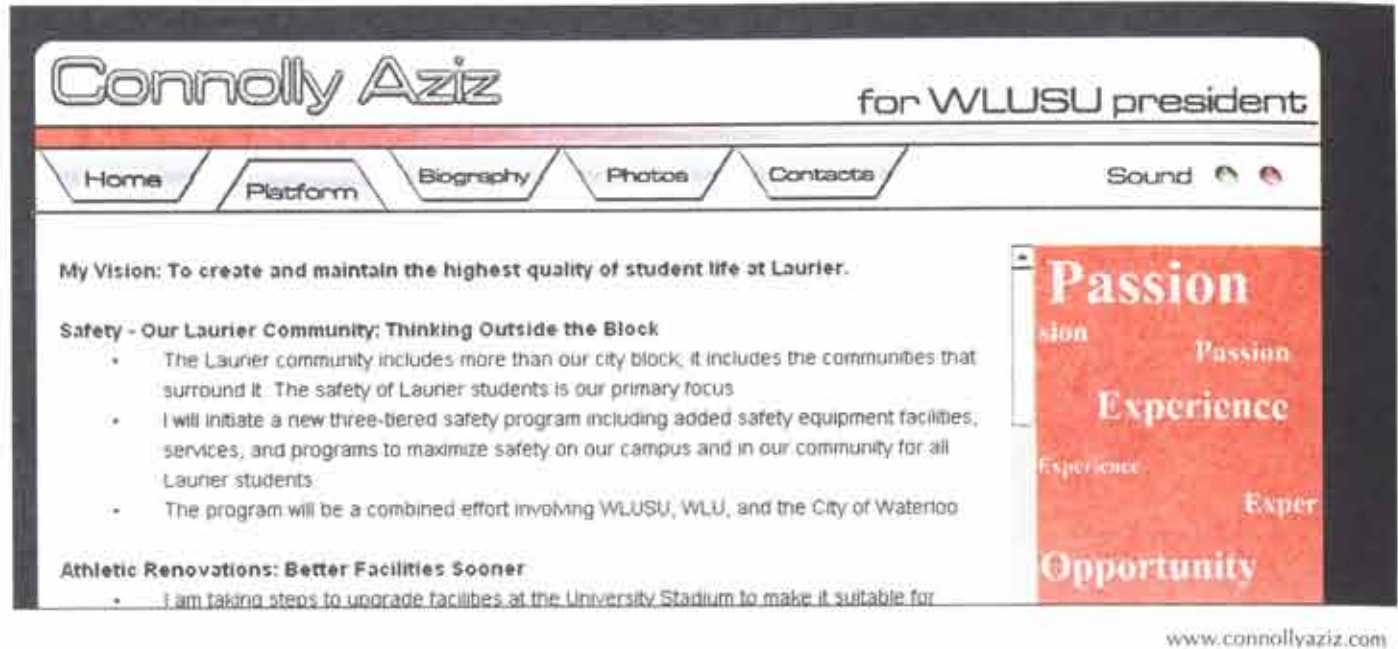 Connolly Aziz
for WLUSU president
Home
Platform
Biography
Photos
Contacts
Sound
My Vision: To create and maintain the highest quality of student life at Laurier.
Safety - Our Laurier Community: Thinking Outside the Block
• The Laurier community includes more than our city block, it includes the communities that
surround it. The safety of Laurier students is our primary focus
• I will initiate a new three-tiered safety program including added safety equipment facilities,
services, and programs to maximize safety on our campus and in our community for all
Laurier students
• The program will be a combined effort involving WLUSU, WLU, and the City of Waterloo
Athletic Renovations: Better Facilities Sooner
• I am taking steps to upgrade facilities at the University Stadium to make it suitable for
Passion
sion
Passion
Experience
Experience
Exper
Opportunity
www.connollyaziz.com